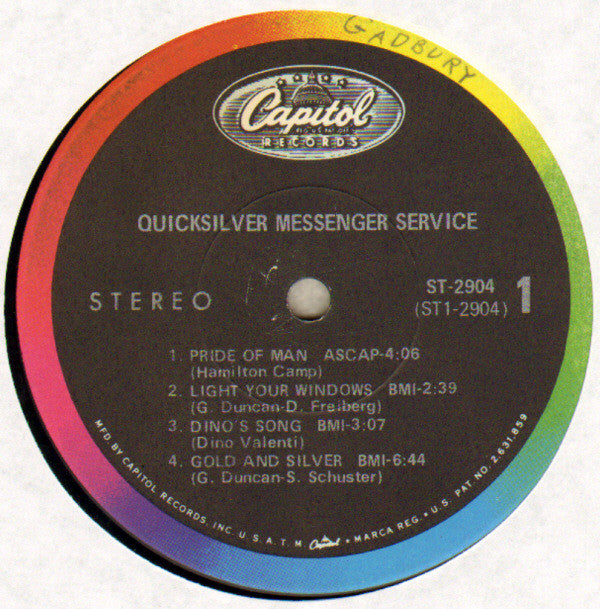 GADBURY
Capitol
RECORDS
QUICKSILVER MESSENGER SERVICE
STEREO
ST-2904
(ST1-2904)
1
1. PRIDE OF MAN ASCAP-4:06
(Hamilton Camp)
2. LIGHT YOUR WINDOWS BMI-2:39
(G. Duncan-D. Freiberg)
3. DINO'S SONG BMI-3:07
(Dino Valenti)
4. GOLD AND SILVER BMI-6:44
(G. Duncan-S. Schuster)
MFD. BY CAPITOL RECORDS, INC. U.S.A. T.M. Capitol • MARCA REG. • U.S. PAT. NO. 2,631,859